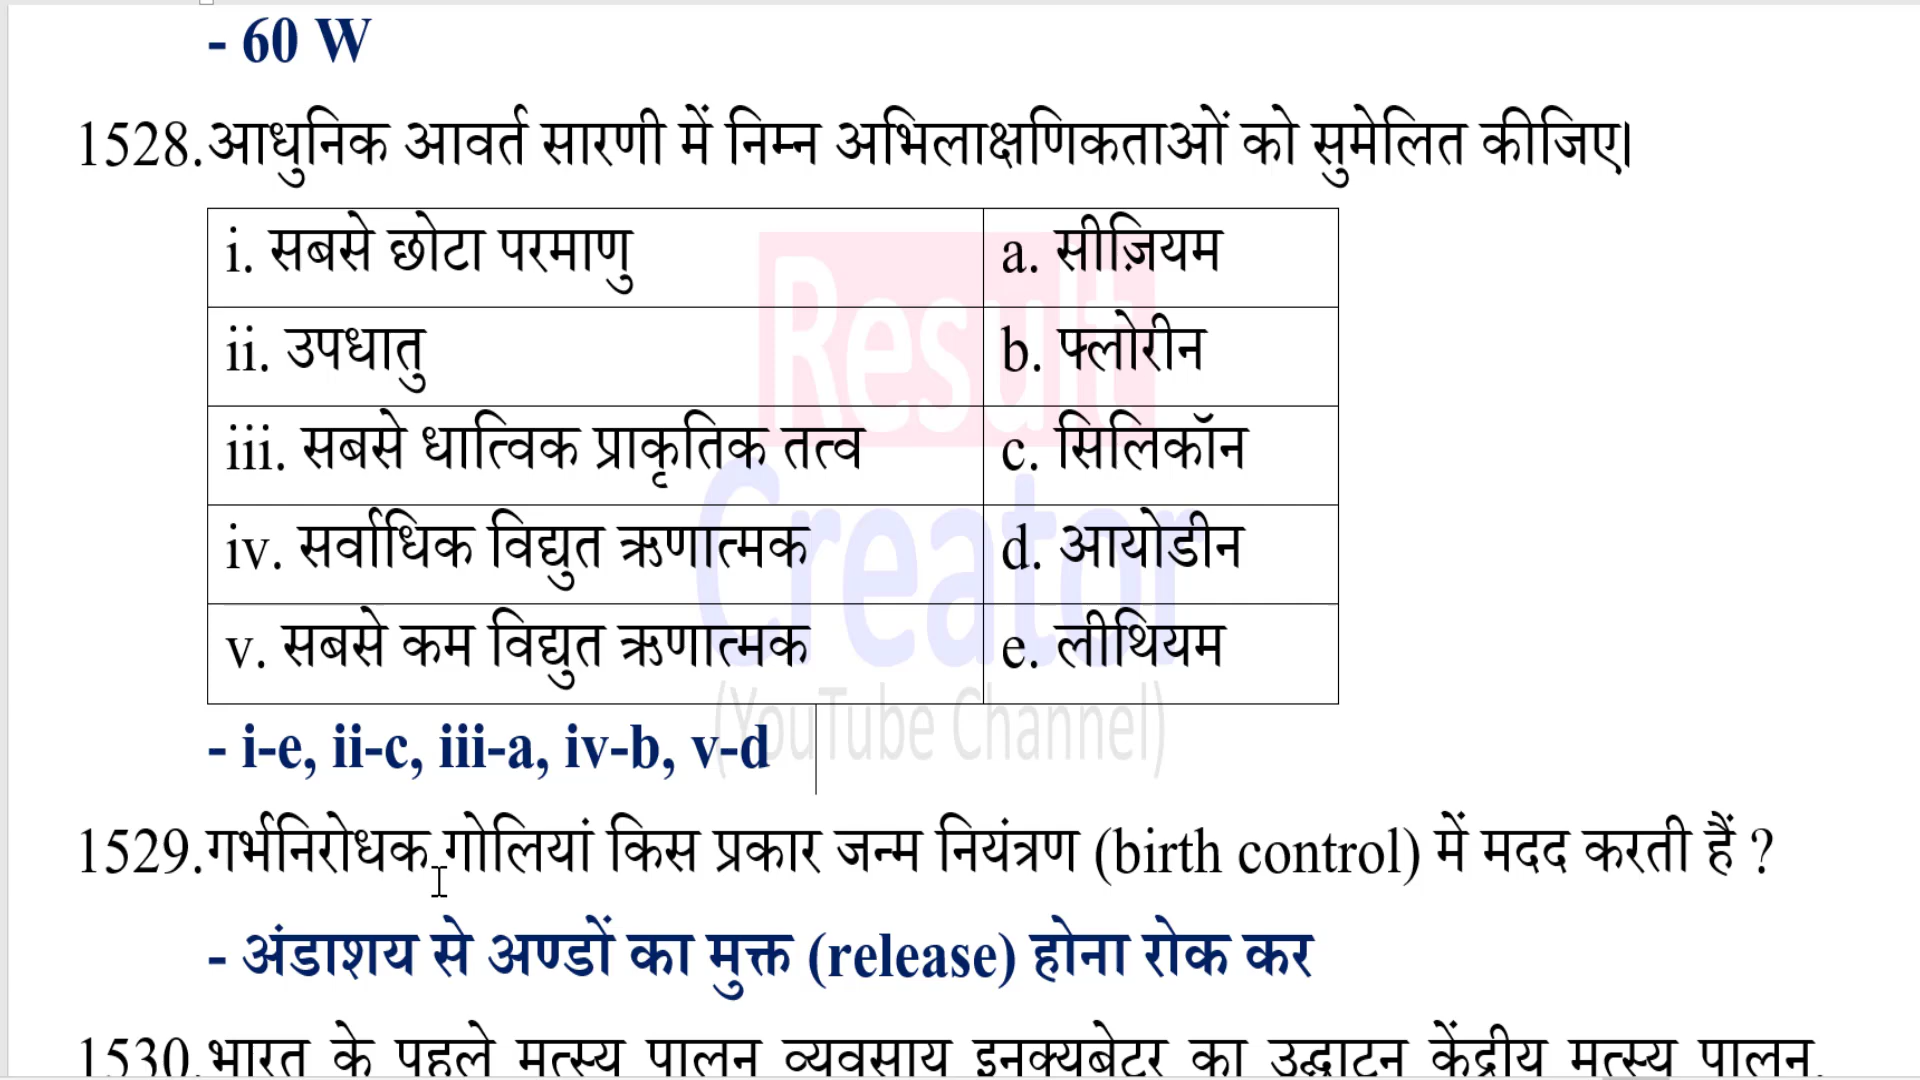 - 60 W
1528.आधुनिक आवर्त सारणी में निम्न अभिलाक्षणिकताओं को सुमेलित कीजिए।
i. सबसे छोटा परमाणु a. सीज़ियम
ii. उपधातु b. फ्लोरीन
iii. सबसे धात्विक प्राकृतिक तत्व c. सिलिकॉन
iv. सर्वाधिक विद्युत ऋणात्मक d. आयोडीन
v. सबसे कम विद्युत ऋणात्मक e. लीथियम
Result
Creator
(YouTube Channel)
- i-e, ii-c, iii-a, iv-b, v-d
1529.गर्भनिरोधक गोलियां किस प्रकार जन्म नियंत्रण (birth control) में मदद करती हैं ?
- अंडाशय से अण्डों का मुक्त (release) होना रोक कर
1530.भारत के पहले मत्स्य पालन व्यवसाय इनक्यूबेटर का उद्घाटन केंद्रीय मत्स्य पालन,